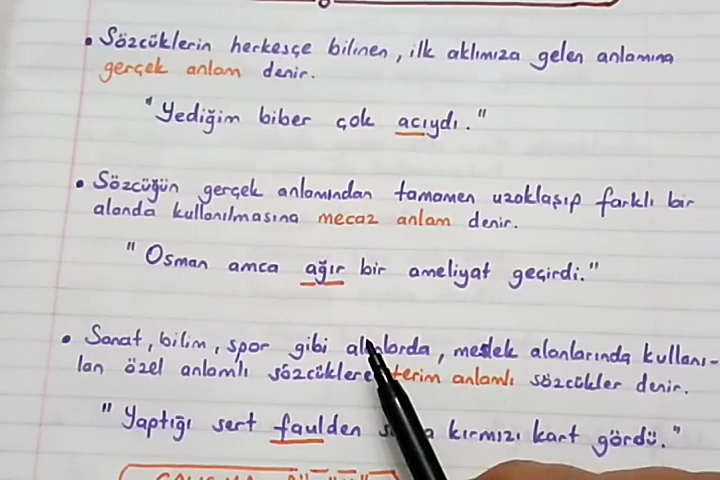 • Sözcüklerin herkesçe bilinen, ilk aklımıza gelen anlamına
gerçek anlam denir.
"Yediğim biber çok acıydı."
• Sözcüğün gerçek anlamından tamamen uzaklaşıp farklı bir
alanda kullanılmasına mecaz anlam denir.
"Osman amca ağır bir ameliyat geçirdi."
• Sanat, bilim, spor gibi alanlarda, meslek alanlarında kullanı-
lan özel anlamlı sözcüklere terim anlamlı sözcükler denir.
"Yaptığı sert faulden kırmızı kart gördü."